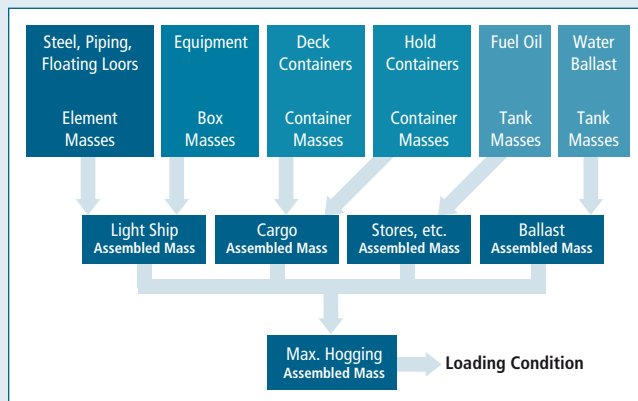 Steel, Piping,
Floating Loors
Element
Masses
Equipment
Box
Masses
Deck
Containers
Container
Masses
Hold
Containers
Container
Masses
Fuel Oil
Tank
Masses
Water
Ballast
Tank
Masses
Light Ship
Assembled Mass
Cargo
Assembled Mass
Stores, etc.
Assembled Mass
Ballast
Assembled Mass
Max. Hogging
Assembled Mass
Loading Condition